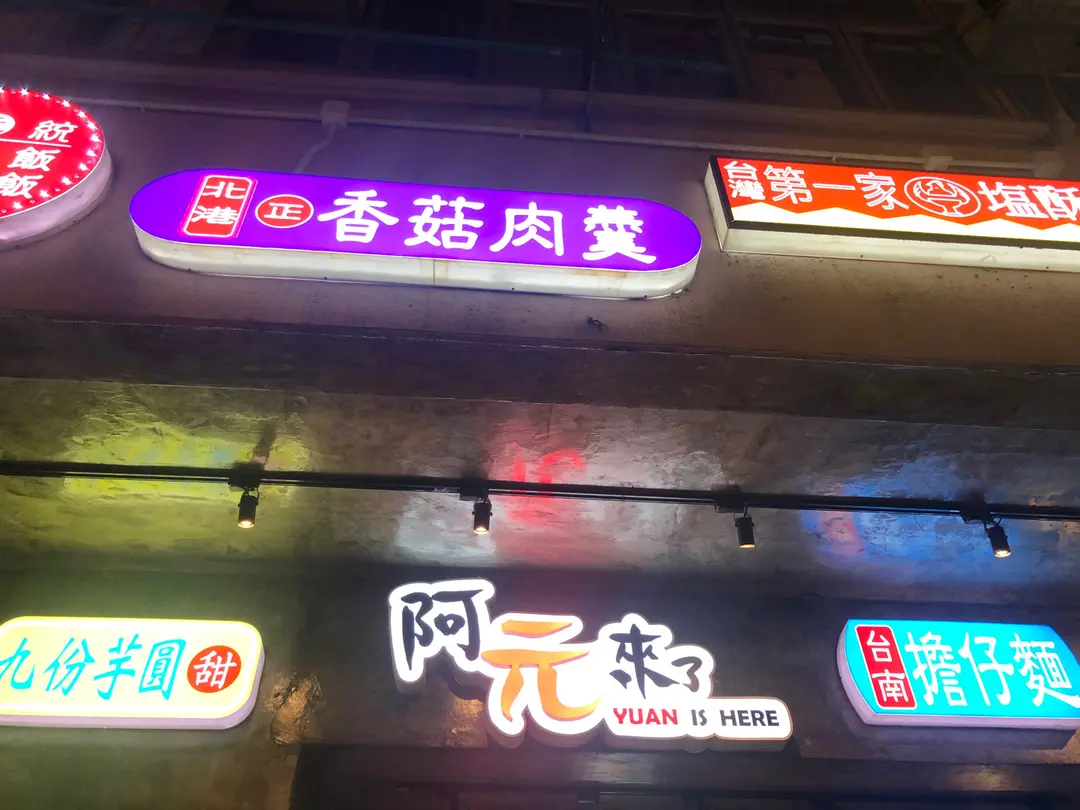 統
飯
飯
北港 正 香菇肉羹
台灣第一家 塩酥
九份芋圓 甜
阿元來了
YUAN IS HERE
台南 擔仔麵